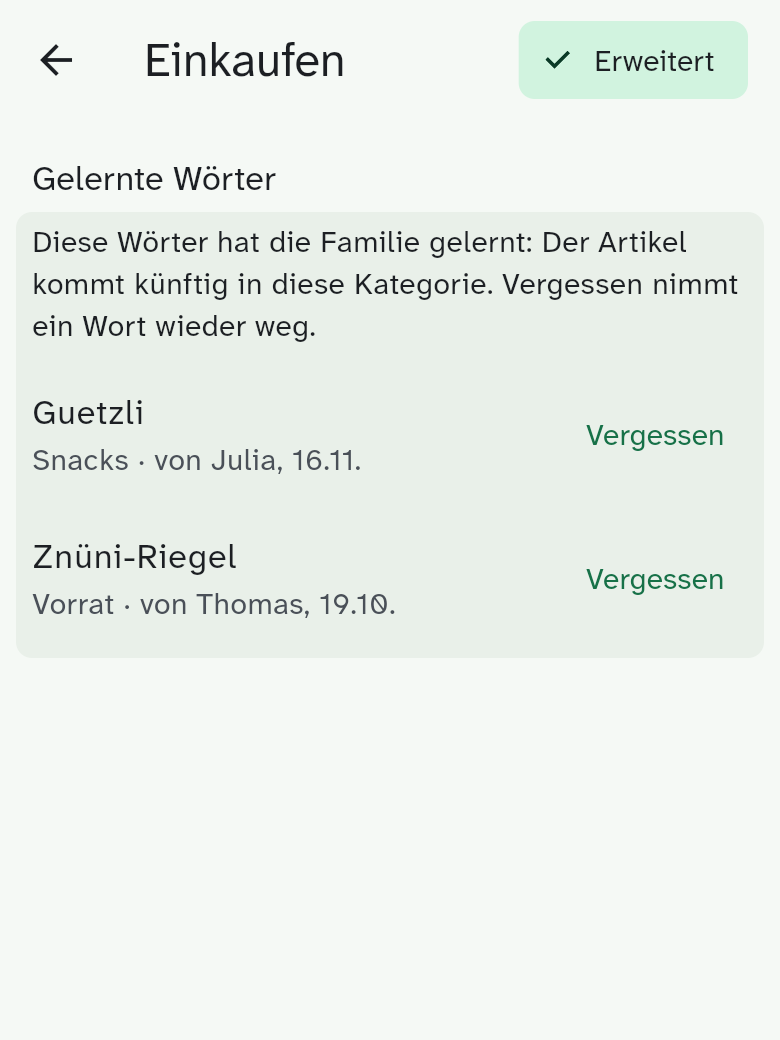 Einkaufen
Erweitert
Gelernte Wörter
Diese Wörter hat die Familie gelernt: Der Artikel
kommt künftig in diese Kategorie. Vergessen nimmt
ein Wort wieder weg.
Guetzli
Vergessen
Snacks · von Julia, 16.11.
Znüni-Riegel
Vergessen
Vorrat · von Thomas, 19.10.